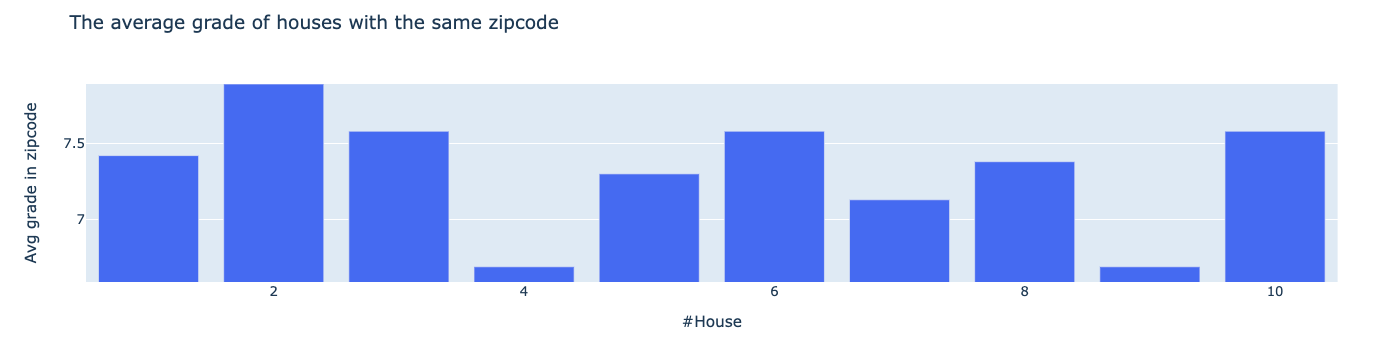 The average grade of houses with the same zipcode
Avg grade in zipcode
7.5
7
2
4
6
8
10
#House